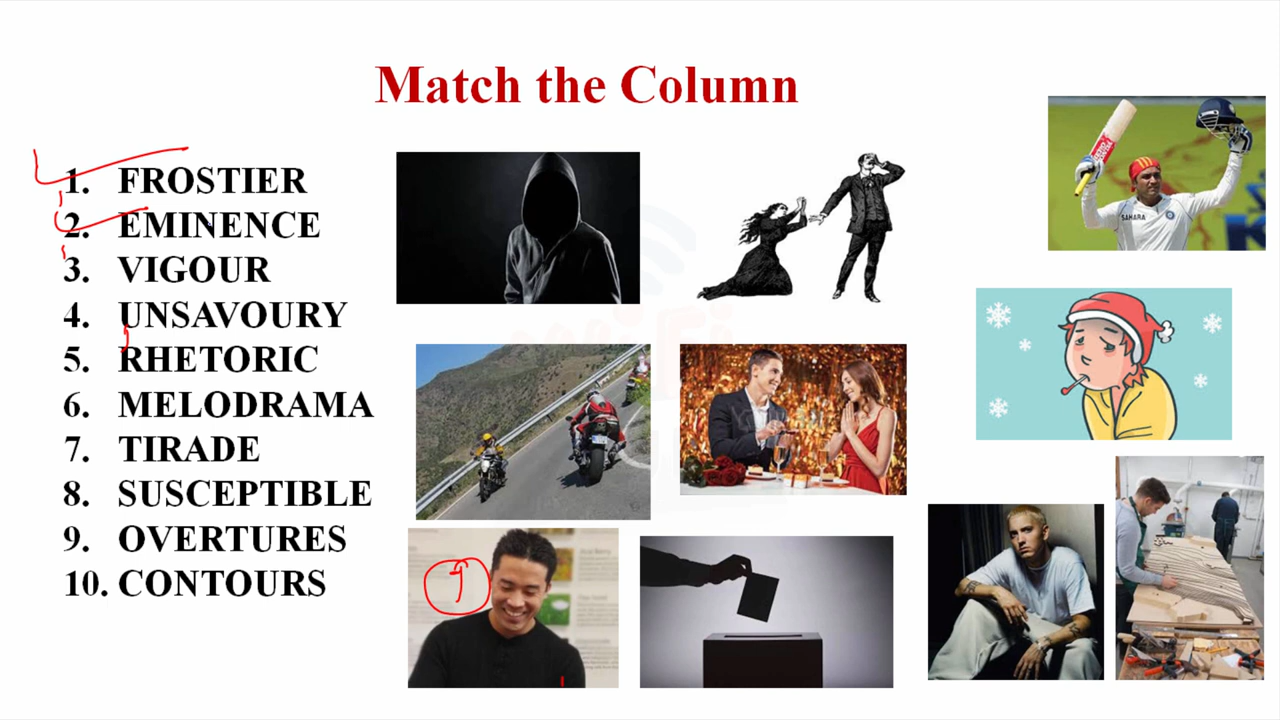 Match the Column
1. FROSTIER
2. EMINENCE
3. VIGOUR
4. UNSAVOURY
5. RHETORIC
6. MELODRAMA
7. TIRADE
8. SUSCEPTIBLE
9. OVERTURES
10. CONTOURS
SAHARA